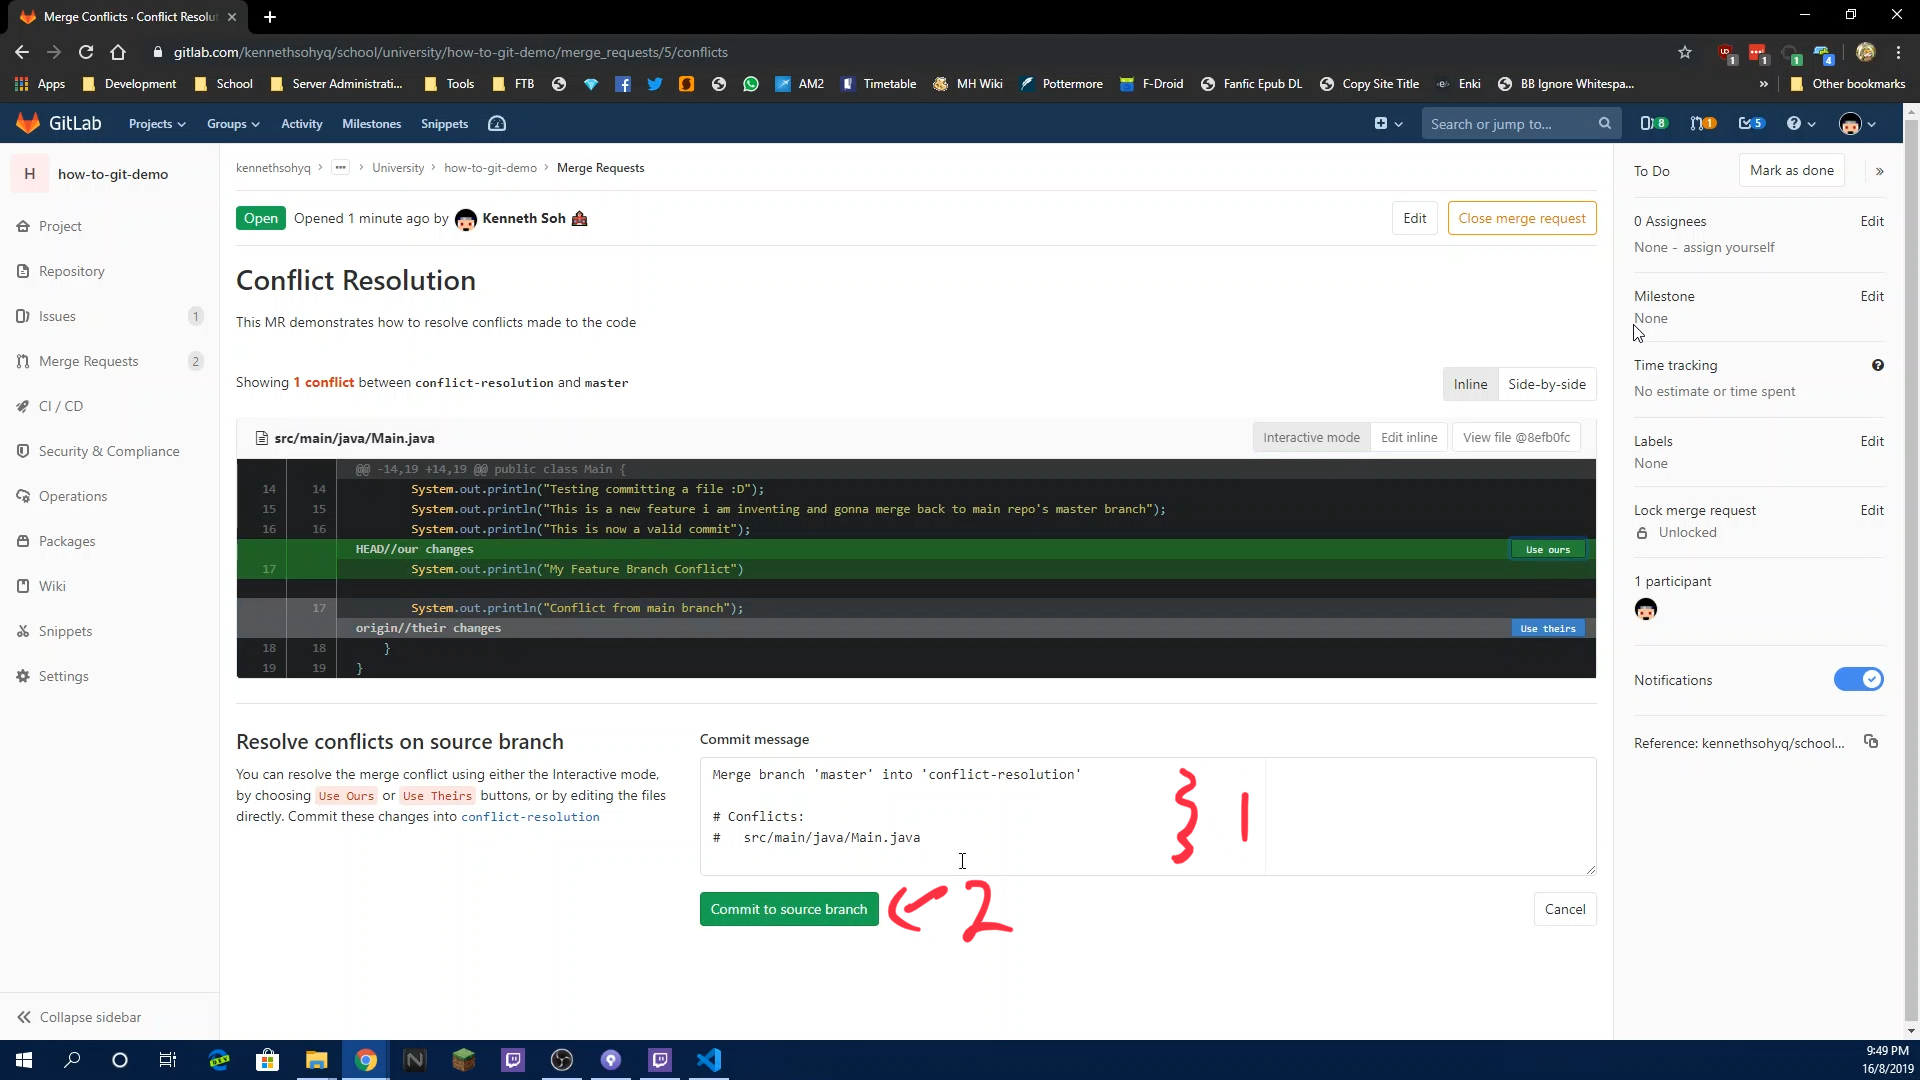 Merge Conflicts · Conflict Resolut
gitlab.com/kennethsohyq/school/university/how-to-git-demo/merge_requests/5/conflicts
1 1 1 4
Apps Development School Server Administrati... Tools FTB AM2 Timetable MH Wiki Pottermore F-Droid Fanfic Epub DL Copy Site Title Enki BB Ignore Whitespa... » Other bookmarks
GitLab Projects Groups Activity Milestones Snippets Search or jump to... 8 1 5
H how-to-git-demo
Project
Repository
Issues 1
Merge Requests 2
CI / CD
Security & Compliance
Operations
Packages
Wiki
Snippets
Settings
Collapse sidebar
kennethsohyq › ... › University › how-to-git-demo › Merge Requests
Open Opened 1 minute ago by Kenneth Soh Edit Close merge request
Conflict Resolution
This MR demonstrates how to resolve conflicts made to the code
Showing 1 conflict between conflict-resolution and master Inline Side-by-side
src/main/java/Main.java Interactive mode Edit inline View file @8efb0fc
@@ -14,19 +14,19 @@ public class Main {
14 14 System.out.println("Testing committing a file :D");
15 15 System.out.println("This is a new feature i am inventing and gonna merge back to main repo's master branch");
16 16 System.out.println("This is now a valid commit");
HEAD//our changes Use ours
17 System.out.println("My Feature Branch Conflict")
17 System.out.println("Conflict from main branch");
origin//their changes Use theirs
18 18 }
19 19 }
Resolve conflicts on source branch
You can resolve the merge conflict using either the Interactive mode,
by choosing Use Ours or Use Theirs buttons, or by editing the files
directly. Commit these changes into conflict-resolution
Commit message
Merge branch 'master' into 'conflict-resolution'
# Conflicts:
# src/main/java/Main.java
} 1
Commit to source branch ← 2 Cancel
To Do Mark as done »
0 Assignees Edit
None - assign yourself
Milestone Edit
None
Time tracking ?
No estimate or time spent
Labels Edit
None
Lock merge request Edit
Unlocked
1 participant
Notifications
Reference: kennethsohyq/school...
9:49 PM
16/8/2019